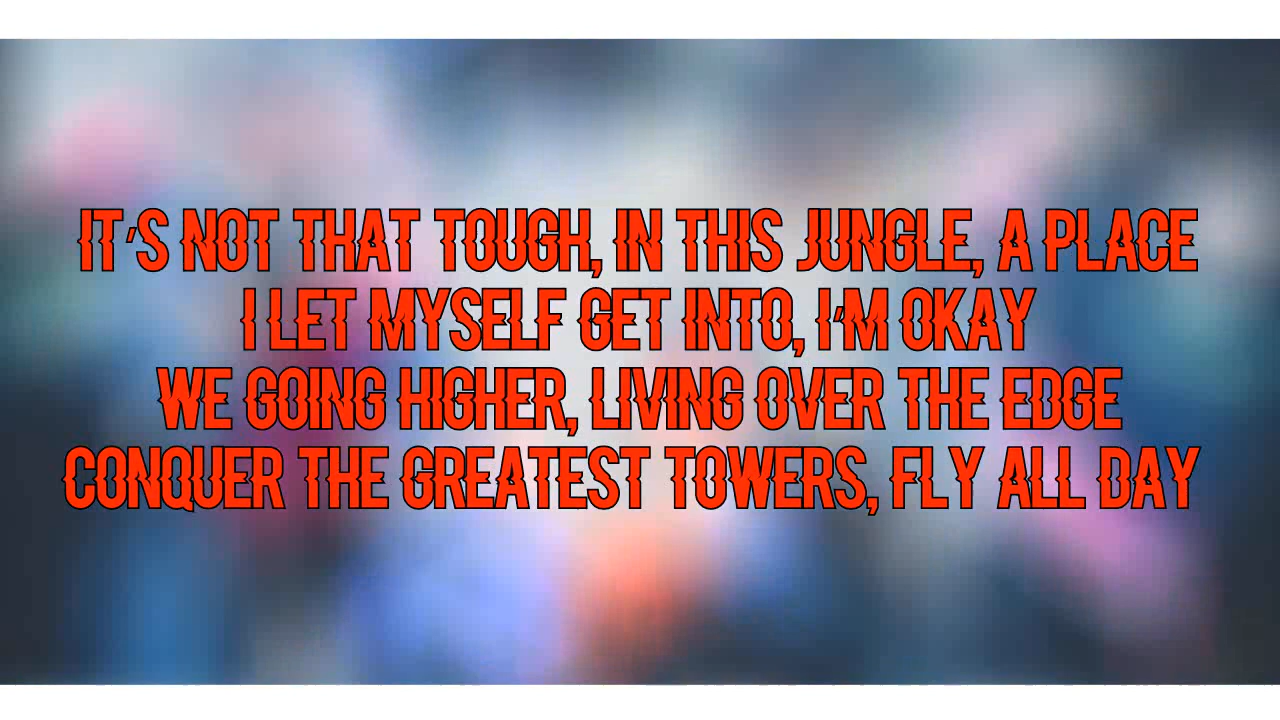 IT'S NOT THAT TOUGH, IN THIS JUNGLE, A PLACE
I LET MYSELF GET INTO, I'M OKAY
WE GOING HIGHER, LIVING OVER THE EDGE
CONQUER THE GREATEST TOWERS, FLY ALL DAY